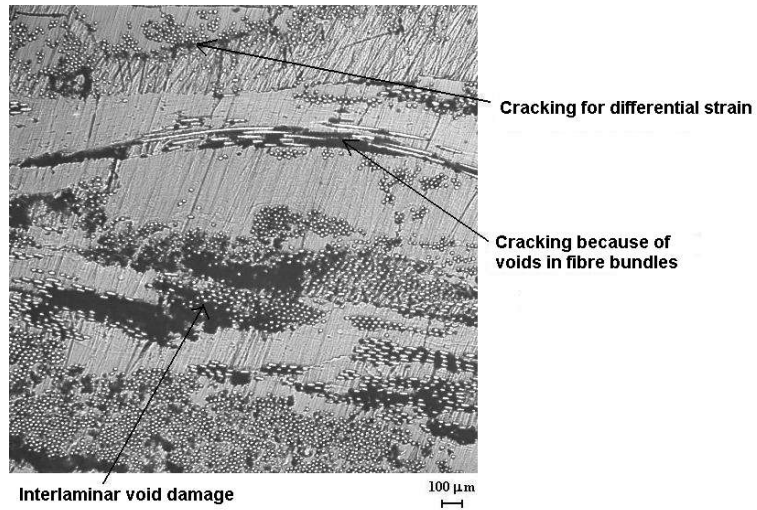 Cracking for differential strain
Cracking because of
voids in fibre bundles
Interlaminar void damage
100 µm